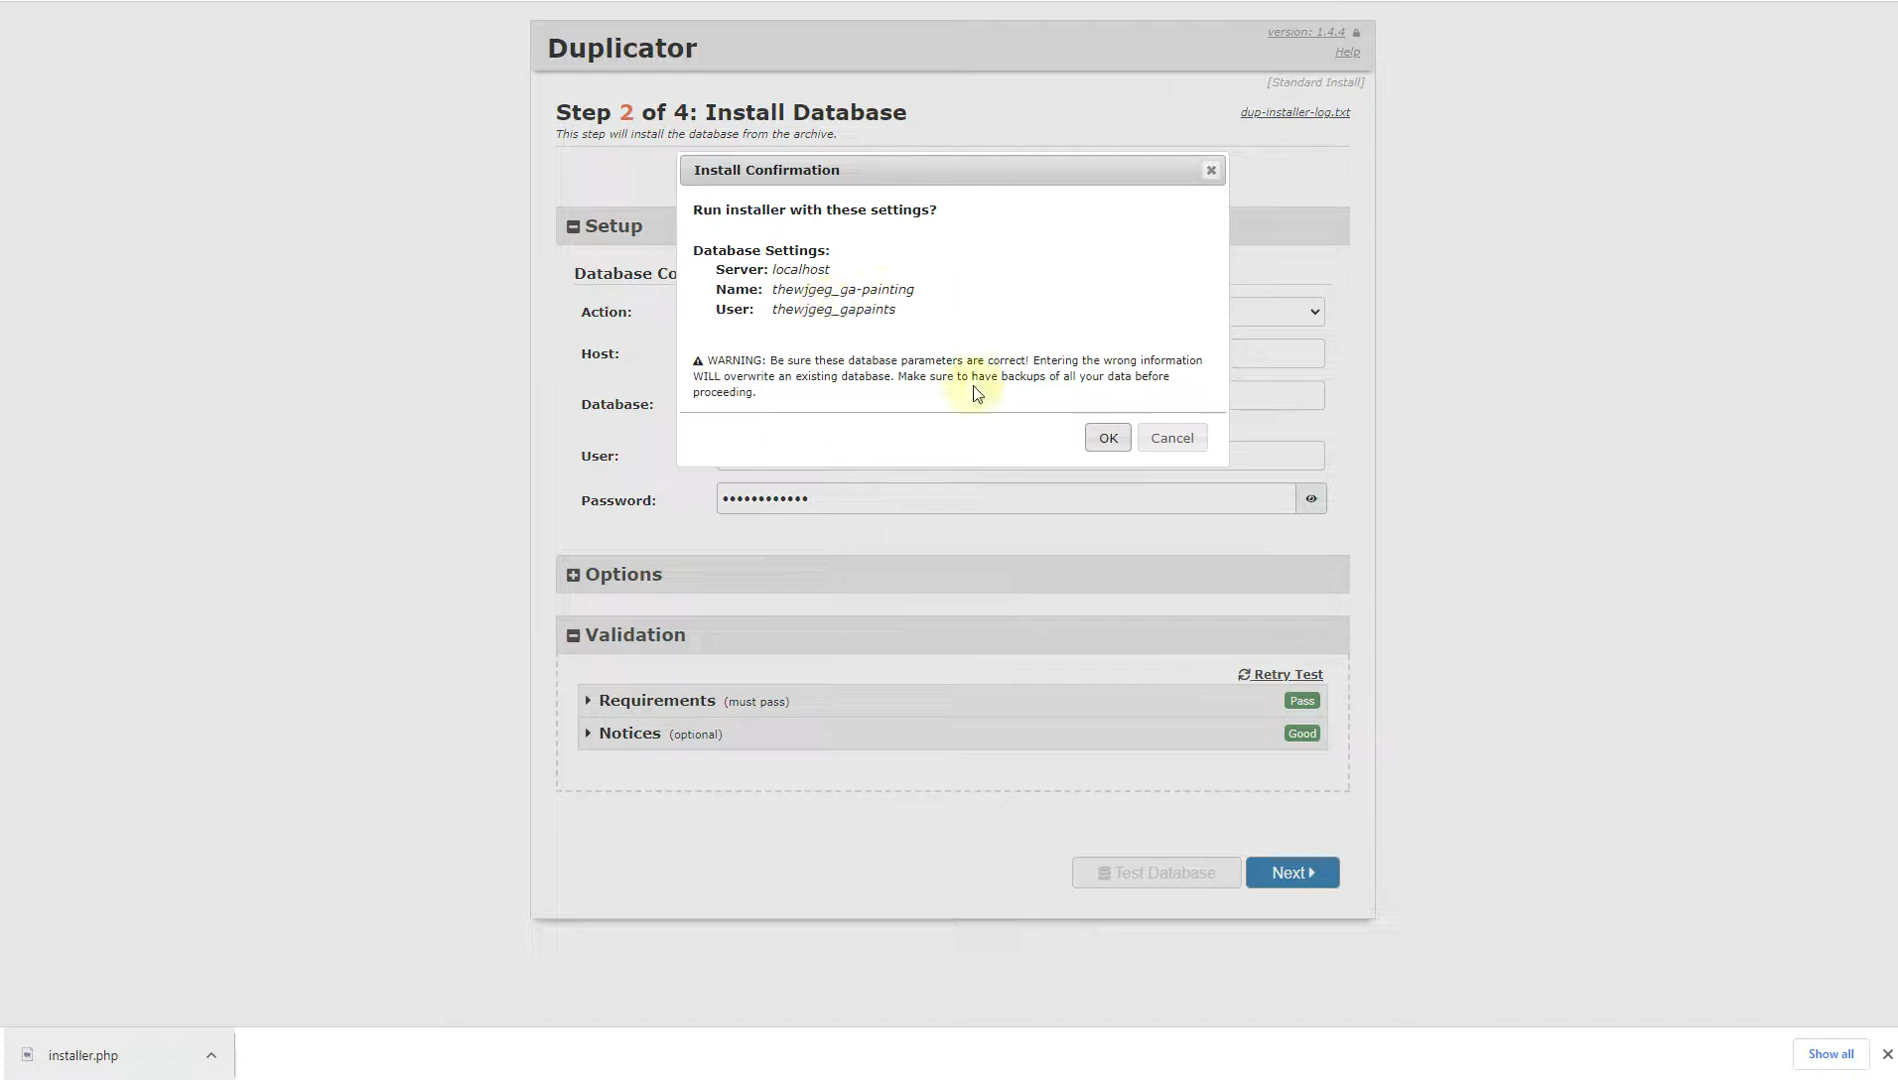 Duplicator
version: 1.4.4
Help
[Standard Install]
Step 2 of 4: Install Database
dup-installer-log.txt
This step will install the database from the archive.
Install Confirmation
Run installer with these settings?
Database Settings:
Server: localhost
Name: thewjgeg_ga-painting
User: thewjgeg_gapaints
WARNING: Be sure these database parameters are correct! Entering the wrong information
WILL overwrite an existing database. Make sure to have backups of all your data before
proceeding.
OK
Cancel
Setup
Database Co
Action:
Host:
Database:
User:
Password: ••••••••••••
Options
Validation
Retry Test
Requirements (must pass) Pass
Notices (optional) Good
Test Database
Next
installer.php
Show all